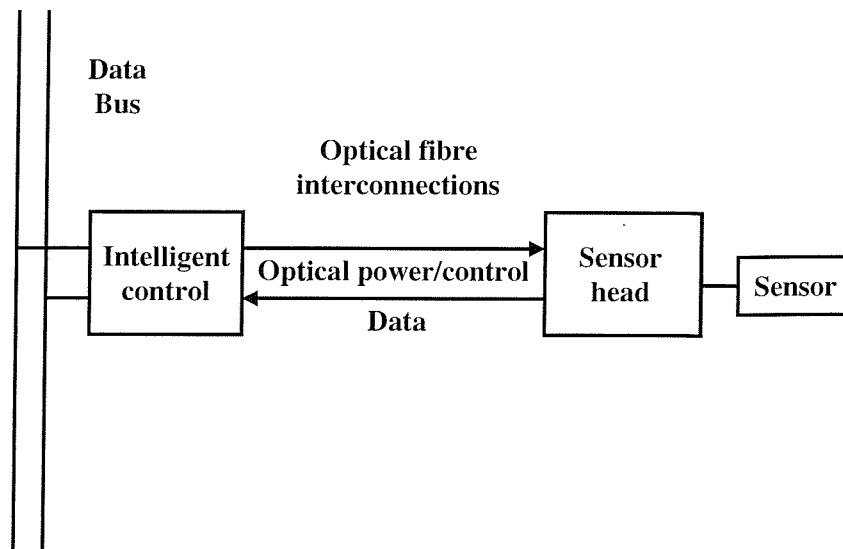 Data
Bus
Optical fibre
interconnections
Intelligent
control
Optical power/control
Data
Sensor
head
Sensor